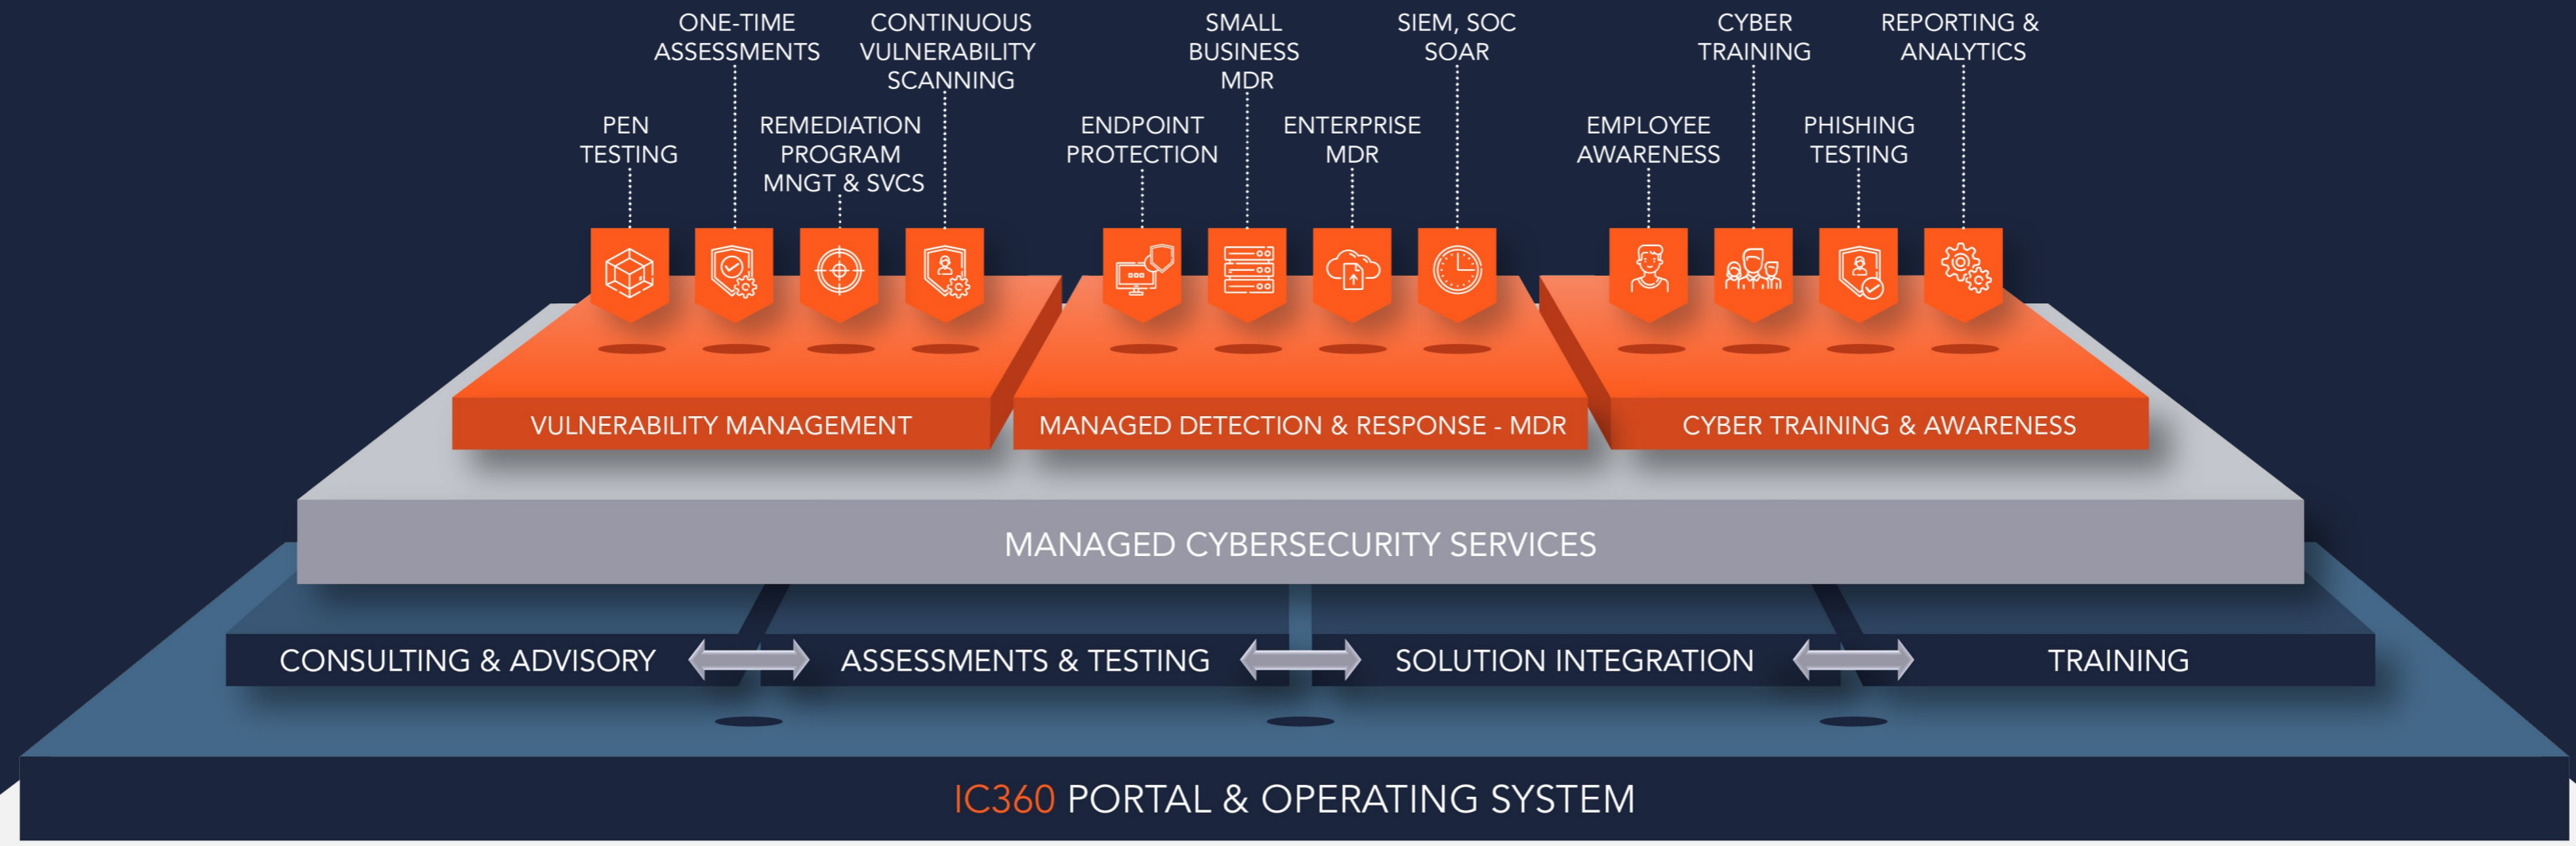 ONE-TIME
ASSESSMENTS
CONTINUOUS
VULNERABILITY
SCANNING
SMALL
BUSINESS
MDR
SIEM, SOC
SOAR
CYBER
TRAINING
REPORTING &
ANALYTICS
PEN
TESTING
REMEDIATION
PROGRAM
MNGT & SVCS
ENDPOINT
PROTECTION
ENTERPRISE
MDR
EMPLOYEE
AWARENESS
PHISHING
TESTING
VULNERABILITY MANAGEMENT
MANAGED DETECTION & RESPONSE - MDR
CYBER TRAINING & AWARENESS
MANAGED CYBERSECURITY SERVICES
CONSULTING & ADVISORY
ASSESSMENTS & TESTING
SOLUTION INTEGRATION
TRAINING
IC360 PORTAL & OPERATING SYSTEM